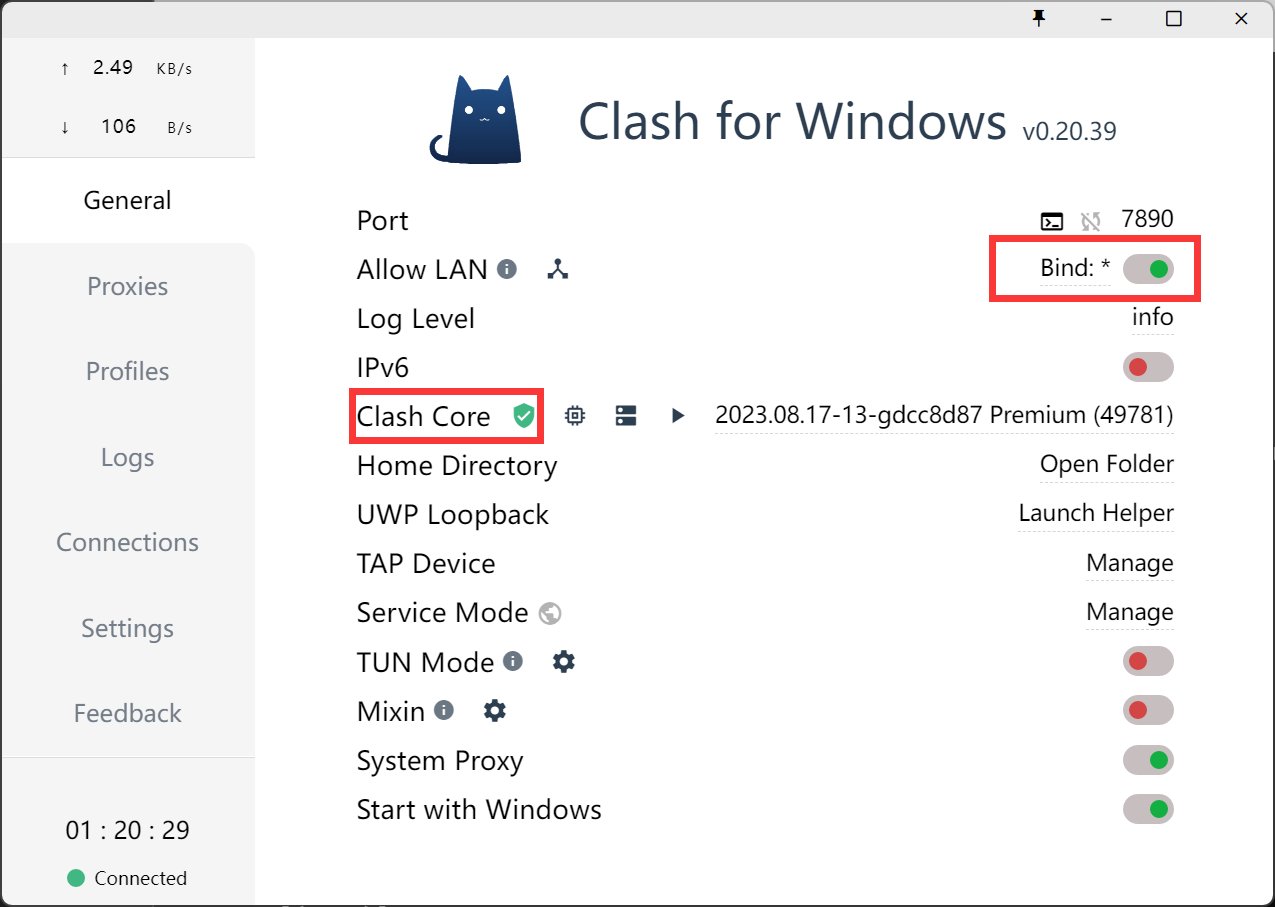 ↑ 2.49 KB/s
↓ 106 B/s
General
Proxies
Profiles
Logs
Connections
Settings
Feedback
01 : 20 : 29
Connected
Clash for Windows v0.20.39
Port 7890
Allow LAN Bind: *
Log Level info
IPv6
Clash Core 2023.08.17-13-gdcc8d87 Premium (49781)
Home Directory Open Folder
UWP Loopback Launch Helper
TAP Device Manage
Service Mode Manage
TUN Mode
Mixin
System Proxy
Start with Windows